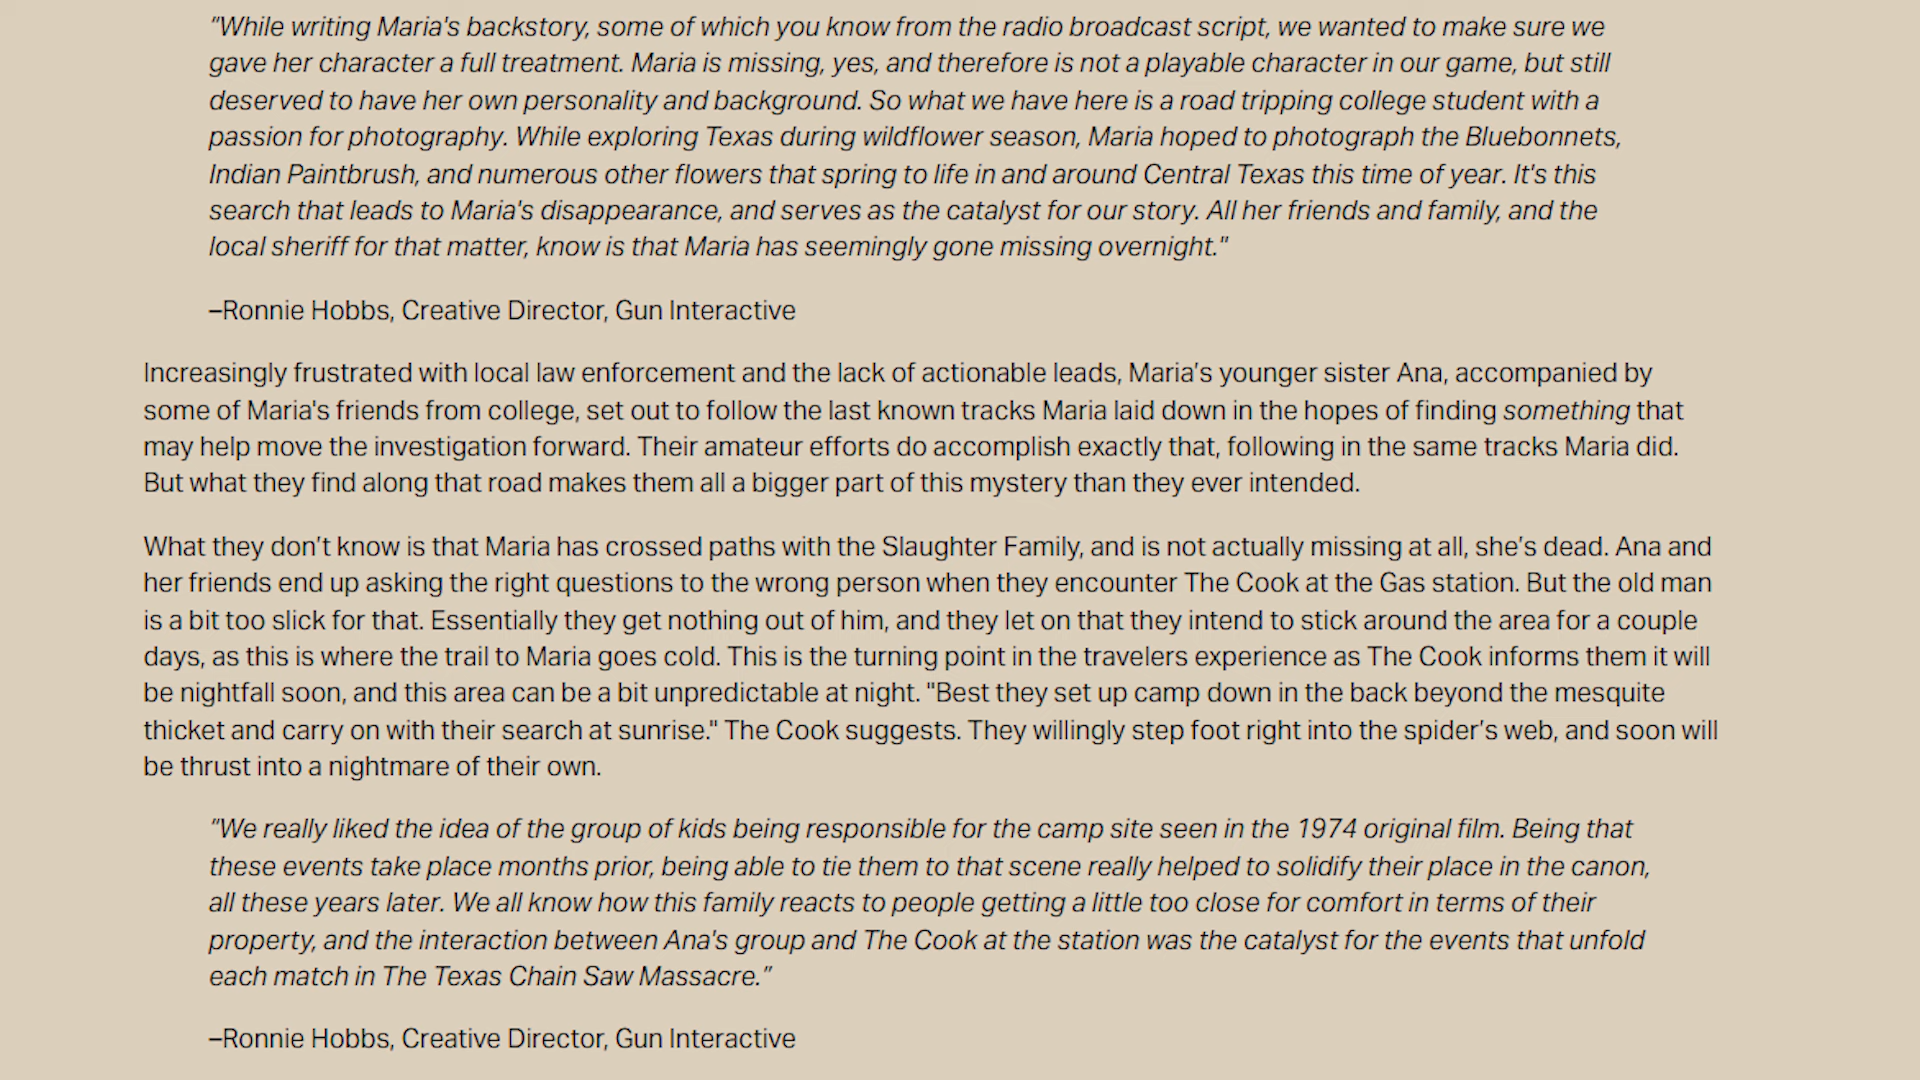 "While writing Maria's backstory, some of which you know from the radio broadcast script, we wanted to make sure we
gave her character a full treatment. Maria is missing, yes, and therefore is not a playable character in our game, but still
deserved to have her own personality and background. So what we have here is a road tripping college student with a
passion for photography. While exploring Texas during wildflower season, Maria hoped to photograph the Bluebonnets,
Indian Paintbrush, and numerous other flowers that spring to life in and around Central Texas this time of year. It's this
search that leads to Maria's disappearance, and serves as the catalyst for our story. All her friends and family, and the
local sheriff for that matter, know is that Maria has seemingly gone missing overnight."
–Ronnie Hobbs, Creative Director, Gun Interactive
Increasingly frustrated with local law enforcement and the lack of actionable leads, Maria's younger sister Ana, accompanied by
some of Maria's friends from college, set out to follow the last known tracks Maria laid down in the hopes of finding something that
may help move the investigation forward. Their amateur efforts do accomplish exactly that, following in the same tracks Maria did.
But what they find along that road makes them all a bigger part of this mystery than they ever intended.
What they don't know is that Maria has crossed paths with the Slaughter Family, and is not actually missing at all, she's dead. Ana and
her friends end up asking the right questions to the wrong person when they encounter The Cook at the Gas station. But the old man
is a bit too slick for that. Essentially they get nothing out of him, and they let on that they intend to stick around the area for a couple
days, as this is where the trail to Maria goes cold. This is the turning point in the travelers experience as The Cook informs them it will
be nightfall soon, and this area can be a bit unpredictable at night. "Best they set up camp down in the back beyond the mesquite
thicket and carry on with their search at sunrise." The Cook suggests. They willingly step foot right into the spider's web, and soon will
be thrust into a nightmare of their own.
"We really liked the idea of the group of kids being responsible for the camp site seen in the 1974 original film. Being that
these events take place months prior, being able to tie them to that scene really helped to solidify their place in the canon,
all these years later. We all know how this family reacts to people getting a little too close for comfort in terms of their
property, and the interaction between Ana's group and The Cook at the station was the catalyst for the events that unfold
each match in The Texas Chain Saw Massacre."
–Ronnie Hobbs, Creative Director, Gun Interactive